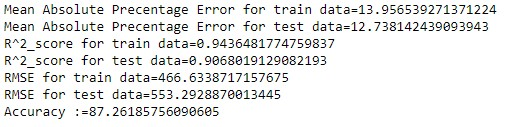 Mean Absolute Precentage Error for train data=13.956539271371224
Mean Absolute Precentage Error for test data=12.738142439093943
R^2_score for train data=0.9436481774759837
R^2_score for test data=0.9068019129082193
RMSE for train data=466.6338717157675
RMSE for test data=553.2928870013445
Accuracy :=87.26185756090605